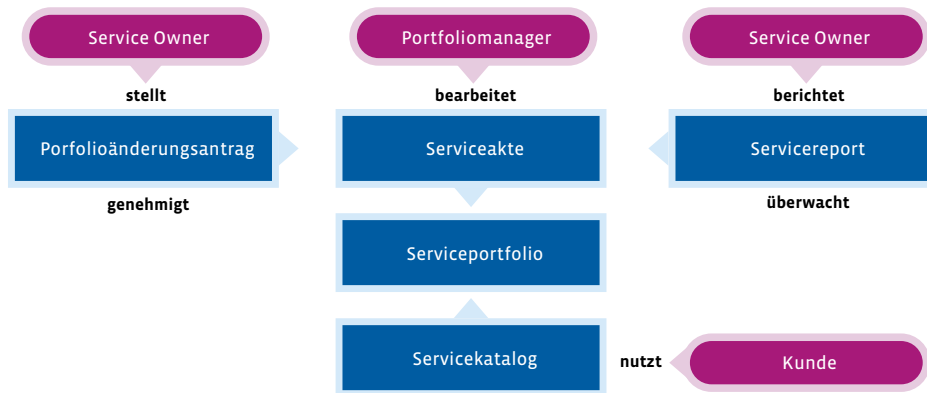 Service Owner
Portfoliomanager
Service Owner
stellt
bearbeitet
berichtet
Porfolioänderungsantrag
Serviceakte
Servicereport
genehmigt
überwacht
Serviceportfolio
Servicekatalog
nutzt
Kunde